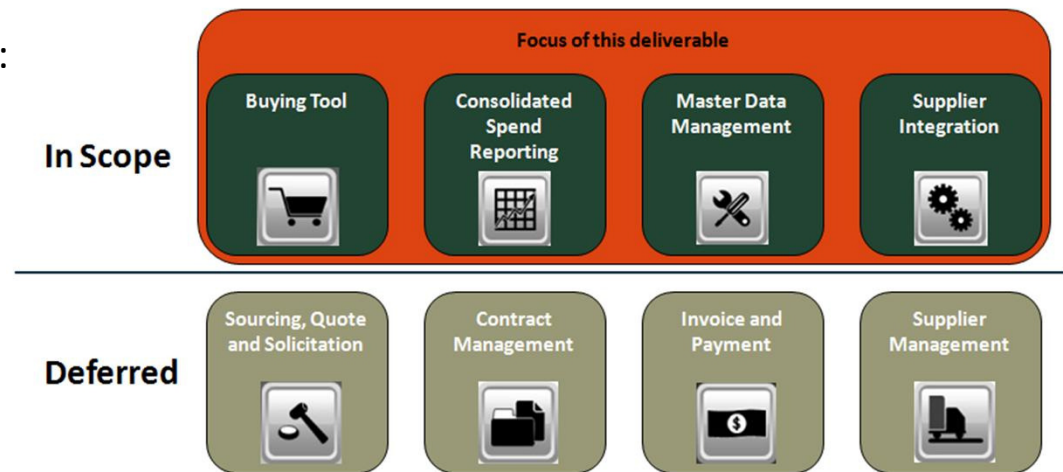 :
Focus of this deliverable
In Scope
Buying Tool
Consolidated
Spend
Reporting
Master Data
Management
Supplier
Integration
Deferred
Sourcing, Quote
and Solicitation
Contract
Management
Invoice and
Payment
$
Supplier
Management